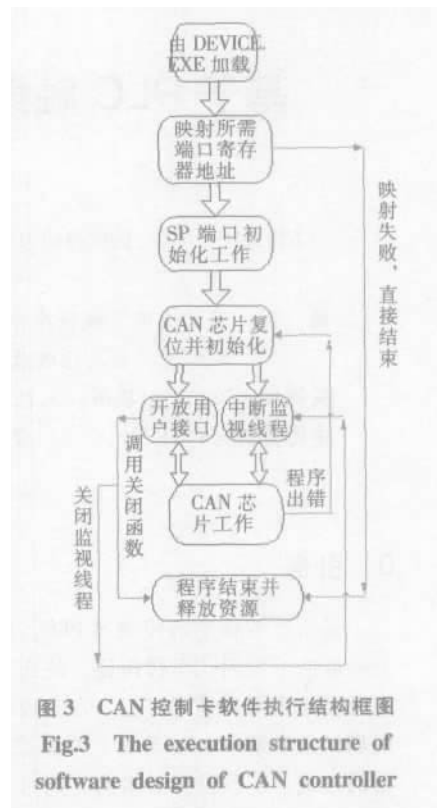 由 DEVICE.
EXE 加载
映射所需
端口寄存
器地址
SP 端口初
始化工作
CAN 芯片复
位并初始化
开放用
户接口
中断监
视线程
CAN 芯
片工作
程序
出错
程序结束并
释放资源
映射失败，直接结束
调用关闭函数
关闭监视线程
图 3 CAN 控制卡软件执行结构框图
Fig.3 The execution structure of
software design of CAN controller